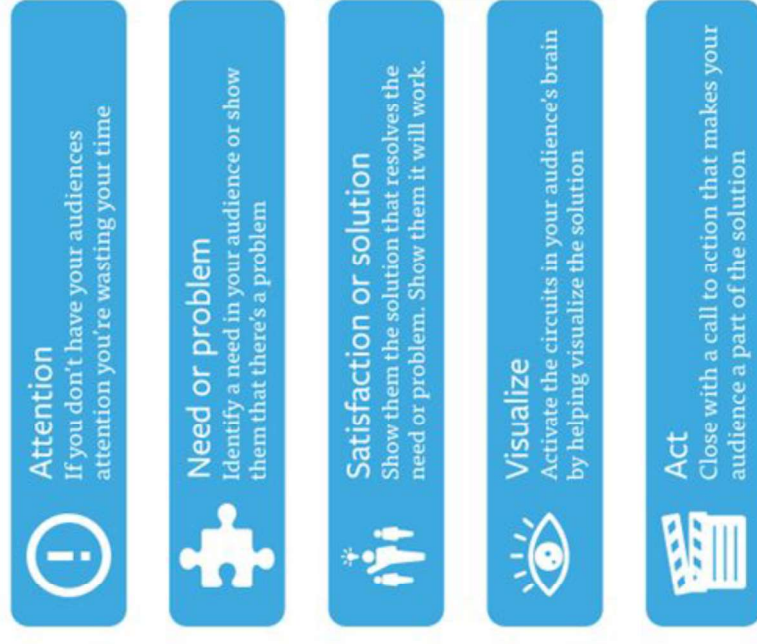 Attention
If you don't have your audiences
attention you're wasting your time
Need or problem
Identify a need in your audience or show
them that there's a problem
Satisfaction or solution
Show them the solution that resolves the
need or problem. Show them it will work.
Visualize
Activate the circuits in your audience's brain
by helping visualize the solution
Act
Close with a call to action that makes your
audience a part of the solution